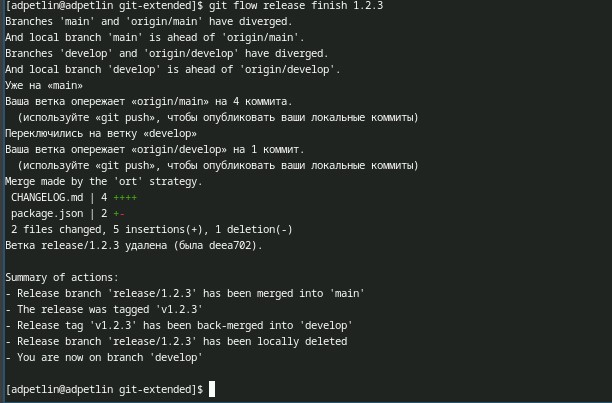 [adpetlin@adpetlin git-extended]$ git flow release finish 1.2.3
Branches 'main' and 'origin/main' have diverged.
And local branch 'main' is ahead of 'origin/main'.
Branches 'develop' and 'origin/develop' have diverged.
And local branch 'develop' is ahead of 'origin/develop'.
Уже на «main»
Ваша ветка опережает «origin/main» на 4 коммита.
  (используйте «git push», чтобы опубликовать ваши локальные коммиты)
Переключились на ветку «develop»
Ваша ветка опережает «origin/develop» на 1 коммит.
  (используйте «git push», чтобы опубликовать ваши локальные коммиты)
Merge made by the 'ort' strategy.
 CHANGELOG.md | 4 ++++
 package.json | 2 +-
 2 files changed, 5 insertions(+), 1 deletion(-)
Ветка release/1.2.3 удалена (была deea702).
Summary of actions:
- Release branch 'release/1.2.3' has been merged into 'main'
- The release was tagged 'v1.2.3'
- Release tag 'v1.2.3' has been back-merged into 'develop'
- Release branch 'release/1.2.3' has been locally deleted
- You are now on branch 'develop'
[adpetlin@adpetlin git-extended]$